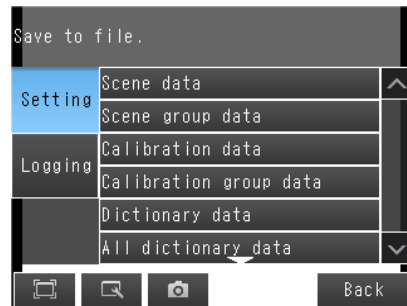 Save to file.
Setting
Logging
Scene data
Scene group data
Calibration data
Calibration group data
Dictionary data
All dictionary data
Back